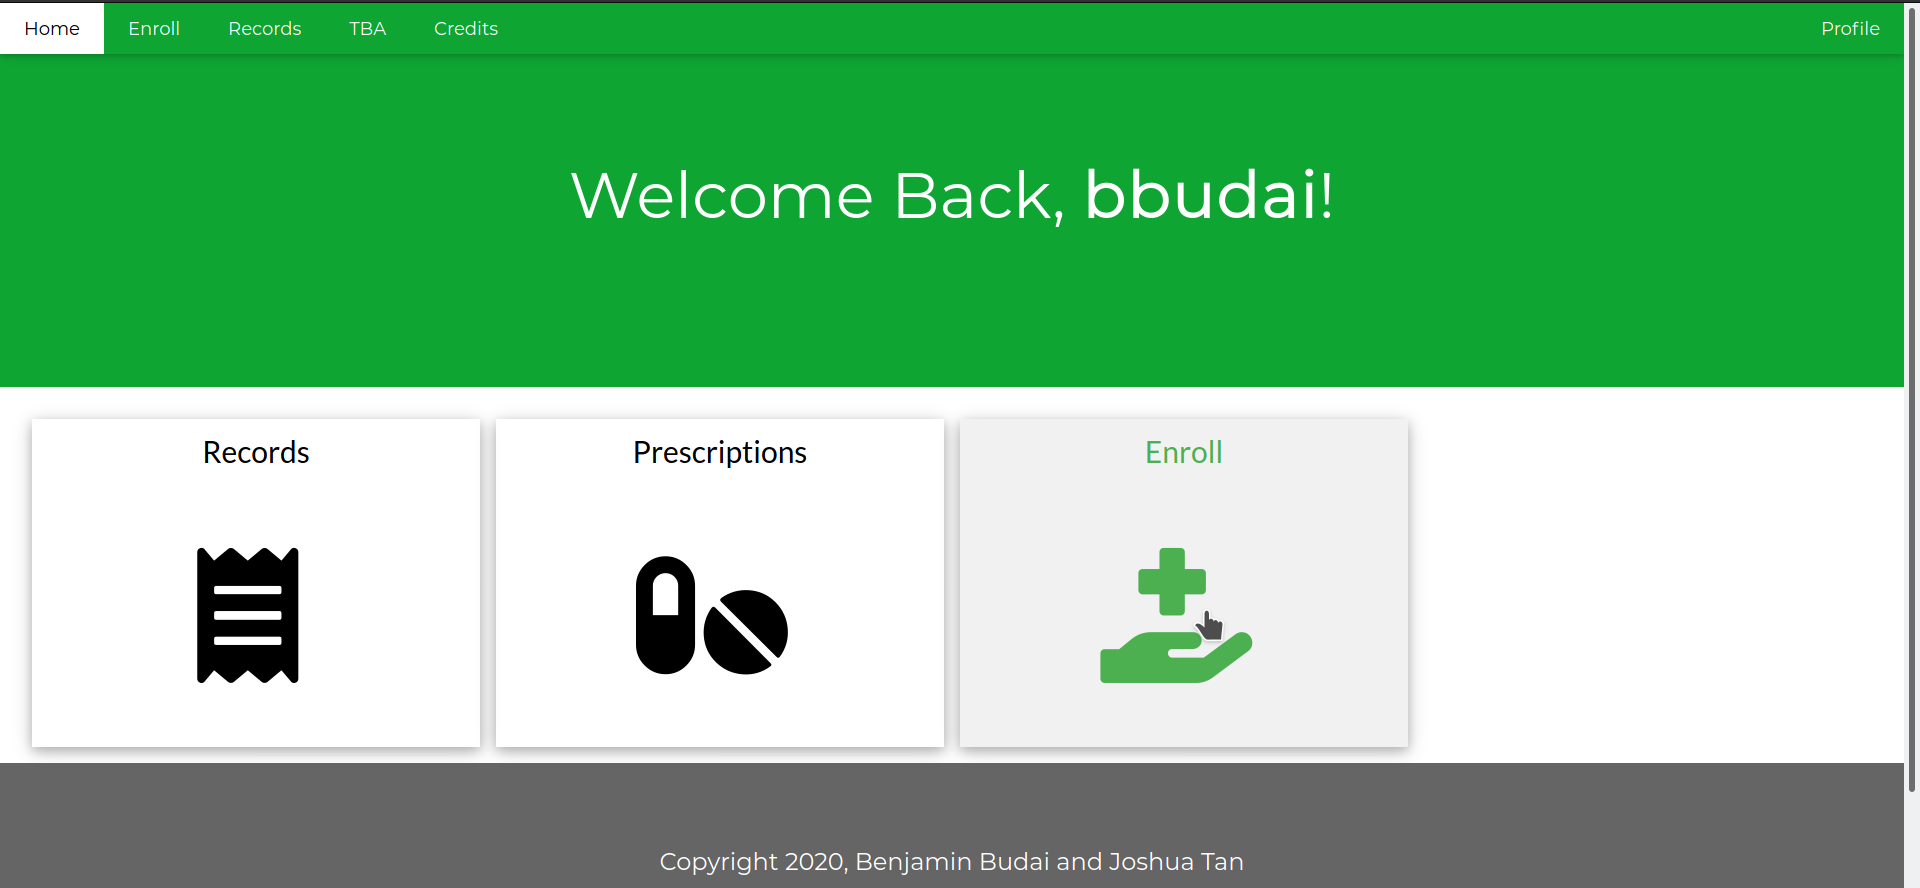 Home Enroll Records TBA Credits Profile
Welcome Back, bbudai!
Records Prescriptions Enroll
Copyright 2020, Benjamin Budai and Joshua Tan